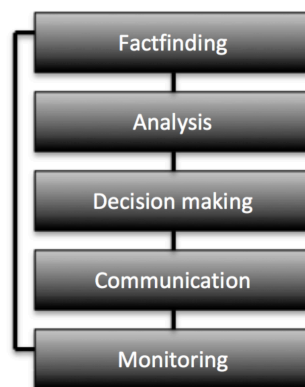 Factfinding
Analysis
Decision making
Communication
Monitoring